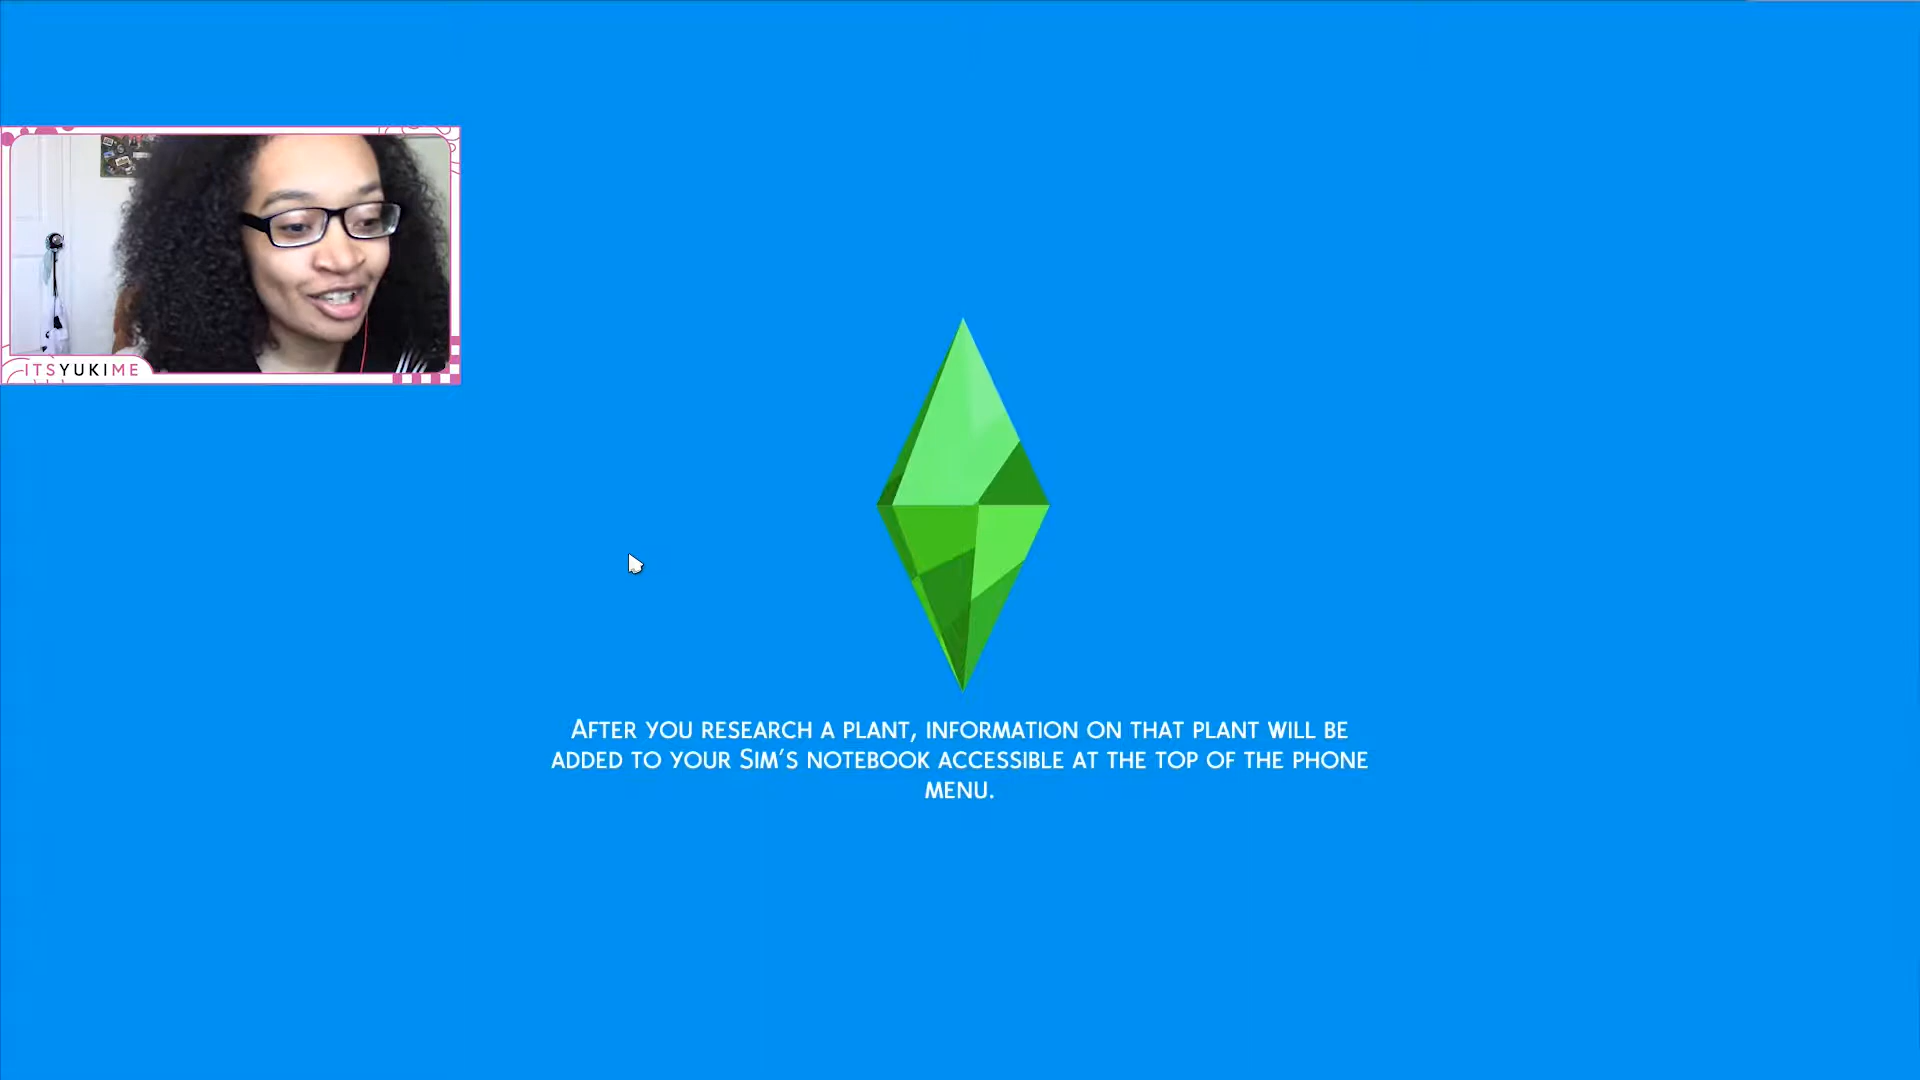 ITSYUKIME
After you research a plant, information on that plant will be
added to your Sim's notebook accessible at the top of the phone
menu.